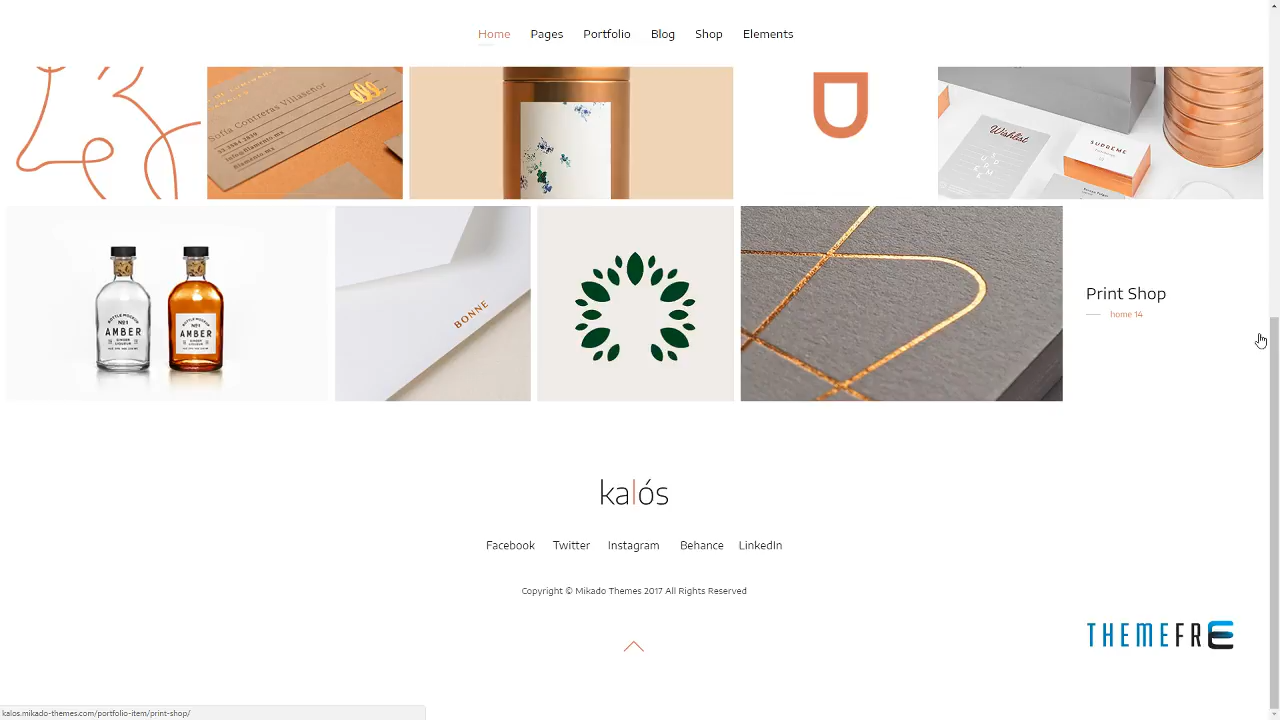 Home Pages Portfolio Blog Shop Elements
Sofia Contreras Villaseñor
Wishlist
SUPRÈME
AMBER
AMBER
BONNE
Print Shop
home 14
kalós
Facebook Twitter Instagram Behance LinkedIn
Copyright © Mikado Themes 2017 All Rights Reserved
THEMEFRE
kalos.mikado-themes.com/portfolio-item/print-shop/